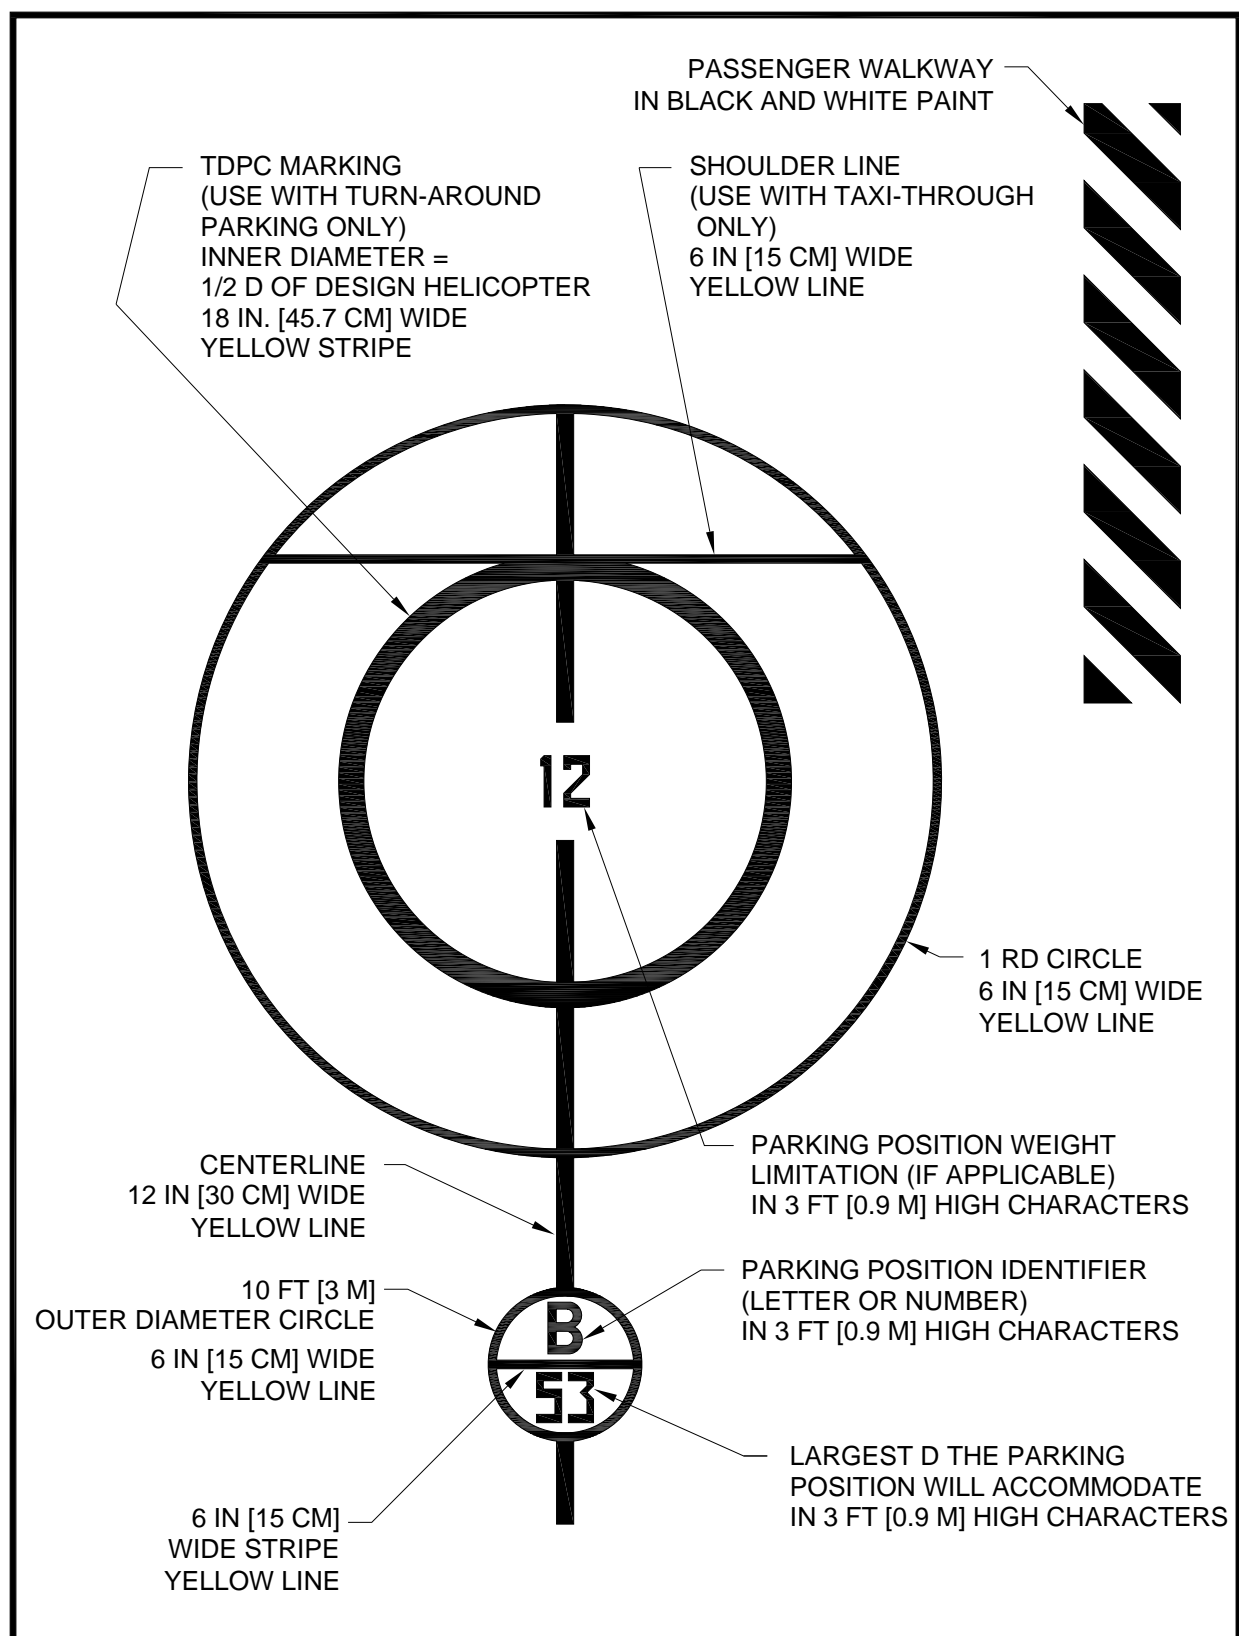 PASSENGER WALKWAY
IN BLACK AND WHITE PAINT
TDPC MARKING
(USE WITH TURN-AROUND
PARKING ONLY)
INNER DIAMETER =
1/2 D OF DESIGN HELICOPTER
18 IN. [45.7 CM] WIDE
YELLOW STRIPE
SHOULDER LINE
(USE WITH TAXI-THROUGH
ONLY)
6 IN [15 CM] WIDE
YELLOW LINE
12
1 RD CIRCLE
6 IN [15 CM] WIDE
YELLOW LINE
CENTERLINE
12 IN [30 CM] WIDE
YELLOW LINE
PARKING POSITION WEIGHT
LIMITATION (IF APPLICABLE)
IN 3 FT [0.9 M] HIGH CHARACTERS
10 FT [3 M]
OUTER DIAMETER CIRCLE
6 IN [15 CM] WIDE
YELLOW LINE
B
53
PARKING POSITION IDENTIFIER
(LETTER OR NUMBER)
IN 3 FT [0.9 M] HIGH CHARACTERS
LARGEST D THE PARKING
POSITION WILL ACCOMMODATE
IN 3 FT [0.9 M] HIGH CHARACTERS
6 IN [15 CM]
WIDE STRIPE
YELLOW LINE